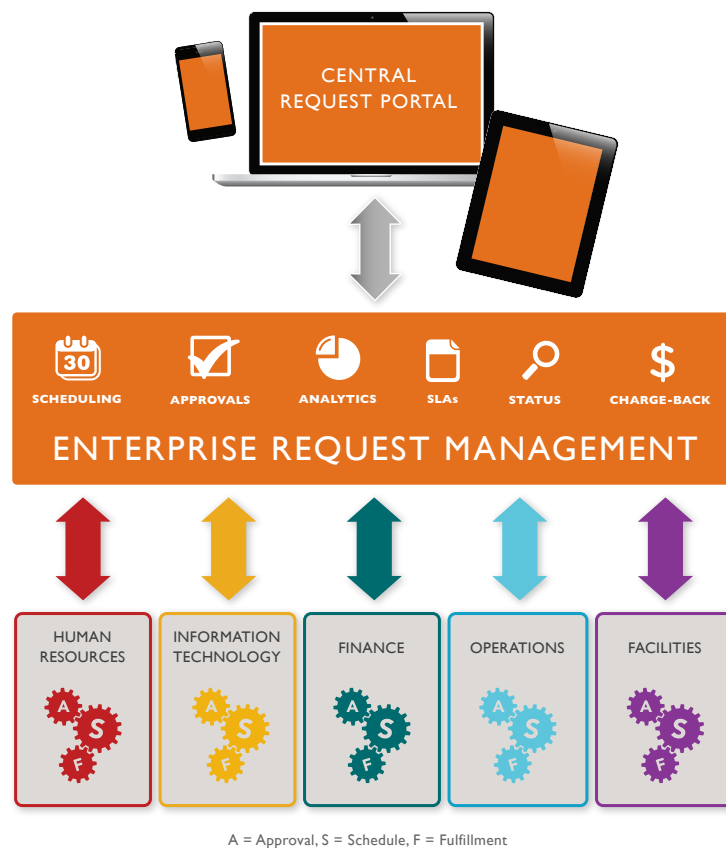 CENTRAL
REQUEST PORTAL
30
SCHEDULING
APPROVALS
ANALYTICS
SLAs
STATUS
$
CHARGE-BACK
ENTERPRISE REQUEST MANAGEMENT
HUMAN
RESOURCES
A
S
F
INFORMATION
TECHNOLOGY
A
S
F
FINANCE
A
S
F
OPERATIONS
A
S
F
FACILITIES
A
S
F
A = Approval, S = Schedule, F = Fulfillment